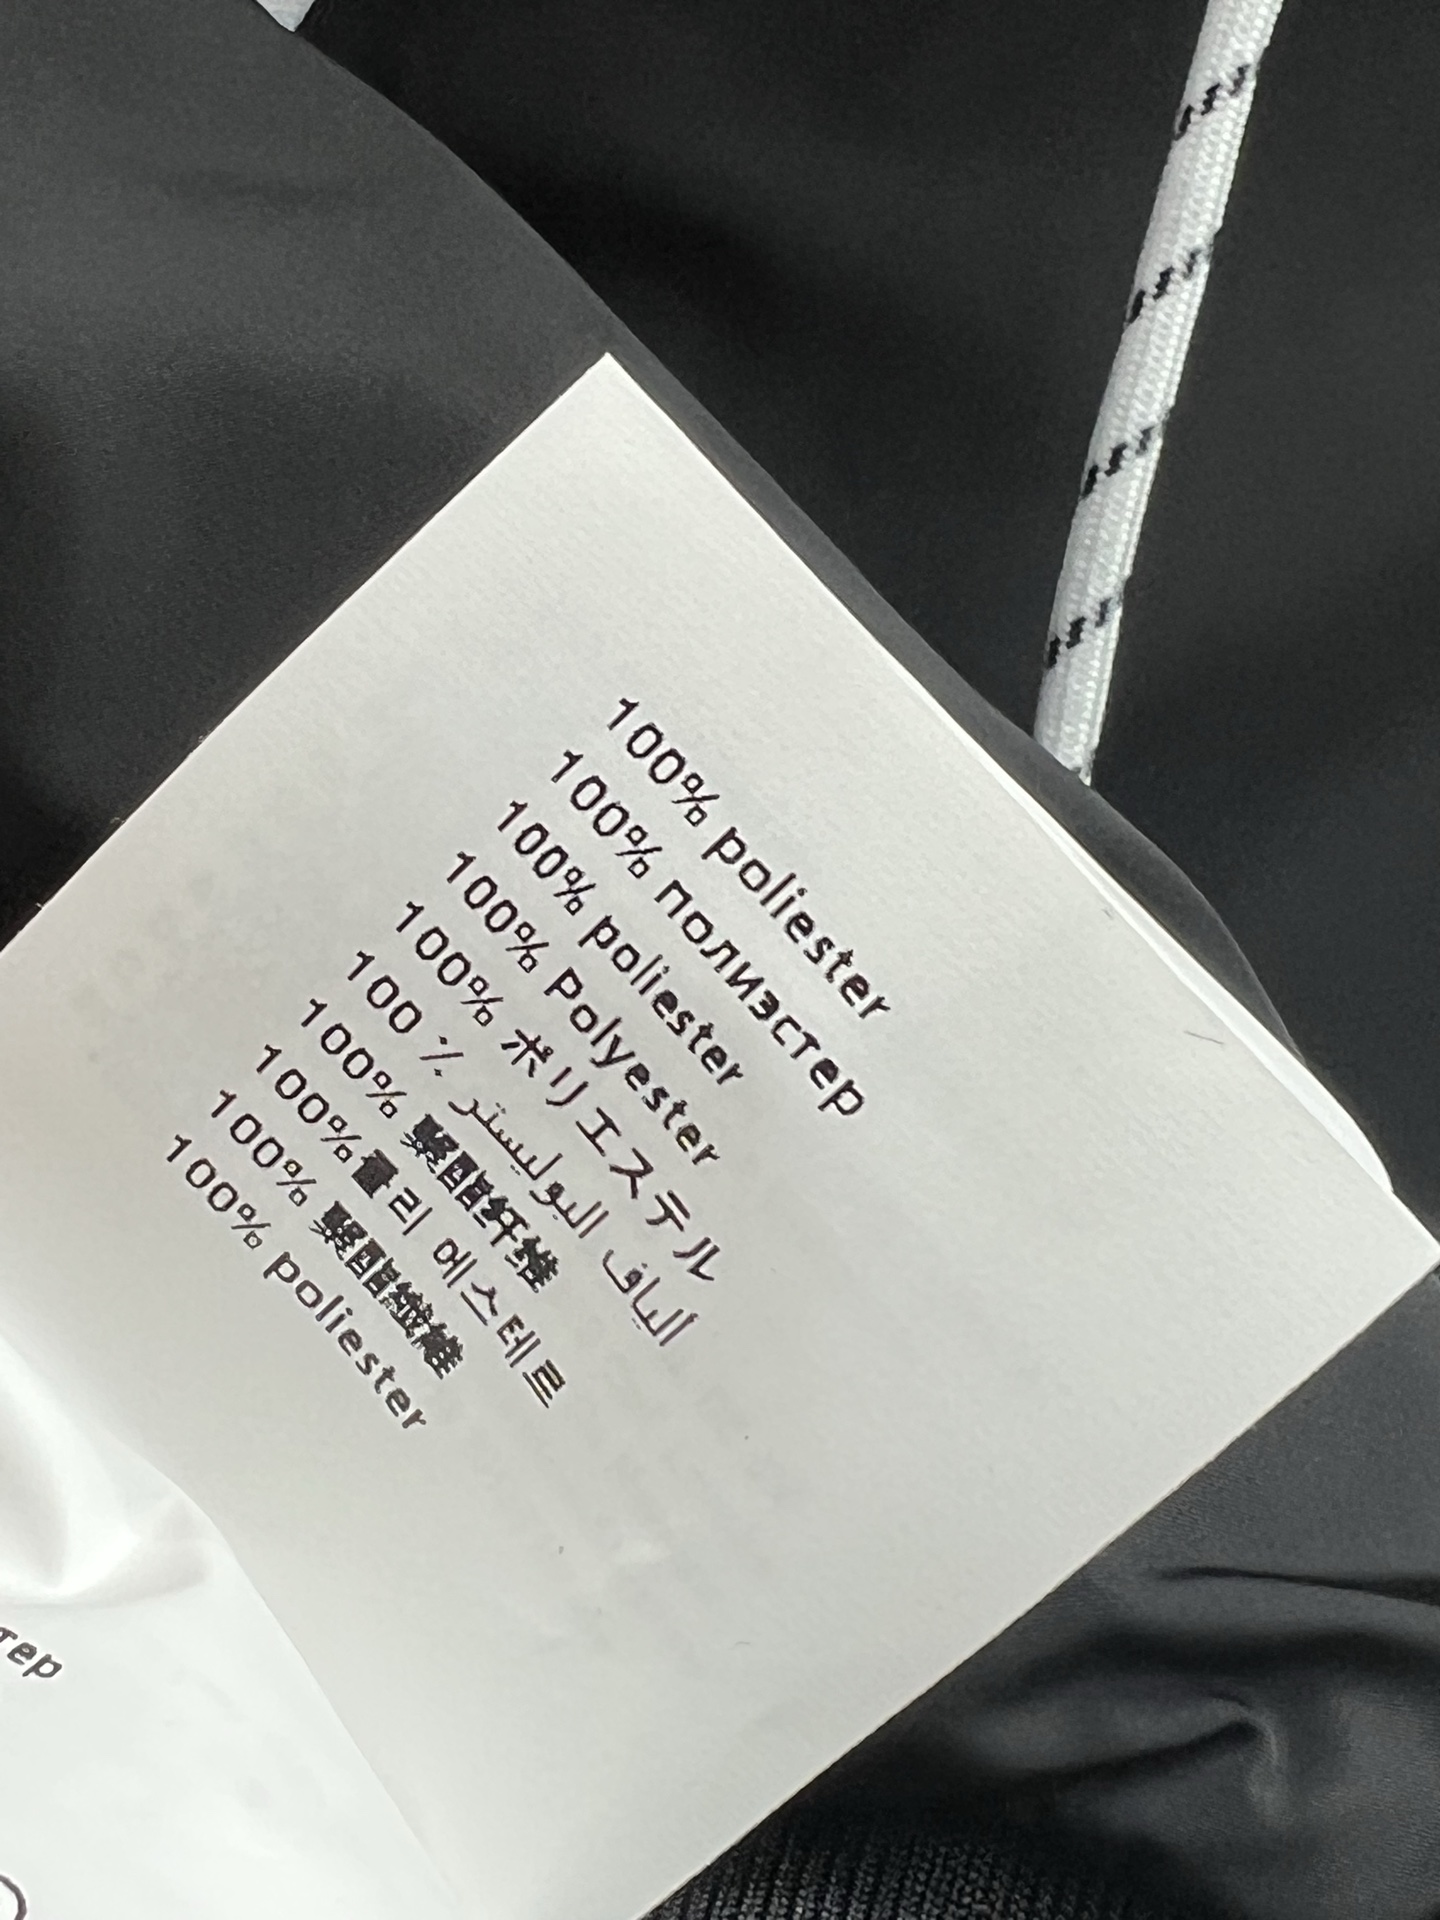 100% poliester
100% полиэстер
100% poliester
100% Polyester
100% ポリエステル
100 ٪ ألياف البوليستر
100% 聚酯纤维
100%폴리 에스테르
100% 聚酯纖維
100% poliester
тер